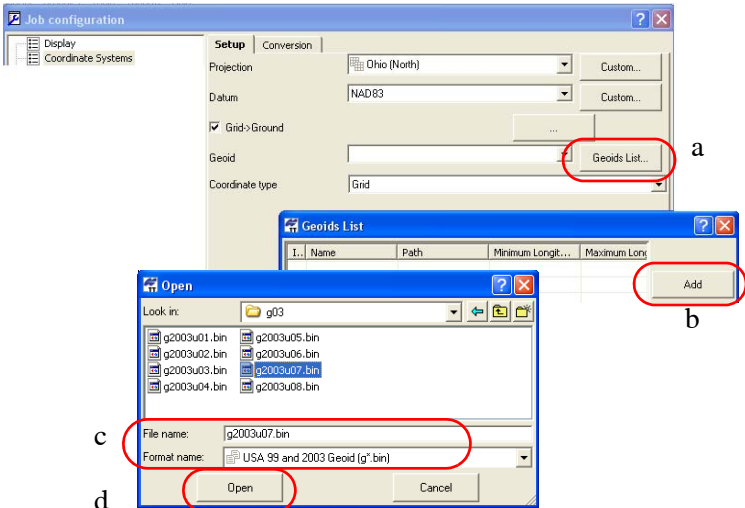 Job configuration
Display
Coordinate Systems
Setup Conversion
Projection Ohio (North) Custom...
Datum NAD83 Custom...
Grid->Ground ...
Geoid Geoids List...
a
Coordinate type Grid
Geoids List
I.. Name Path Minimum Longit... Maximum Long
Add
b
Open
Look in: g03
g2003u01.bin g2003u05.bin
g2003u02.bin g2003u06.bin
g2003u03.bin g2003u07.bin
g2003u04.bin g2003u08.bin
c
File name: g2003u07.bin
Format name: USA 99 and 2003 Geoid (g*.bin)
Open Cancel
d